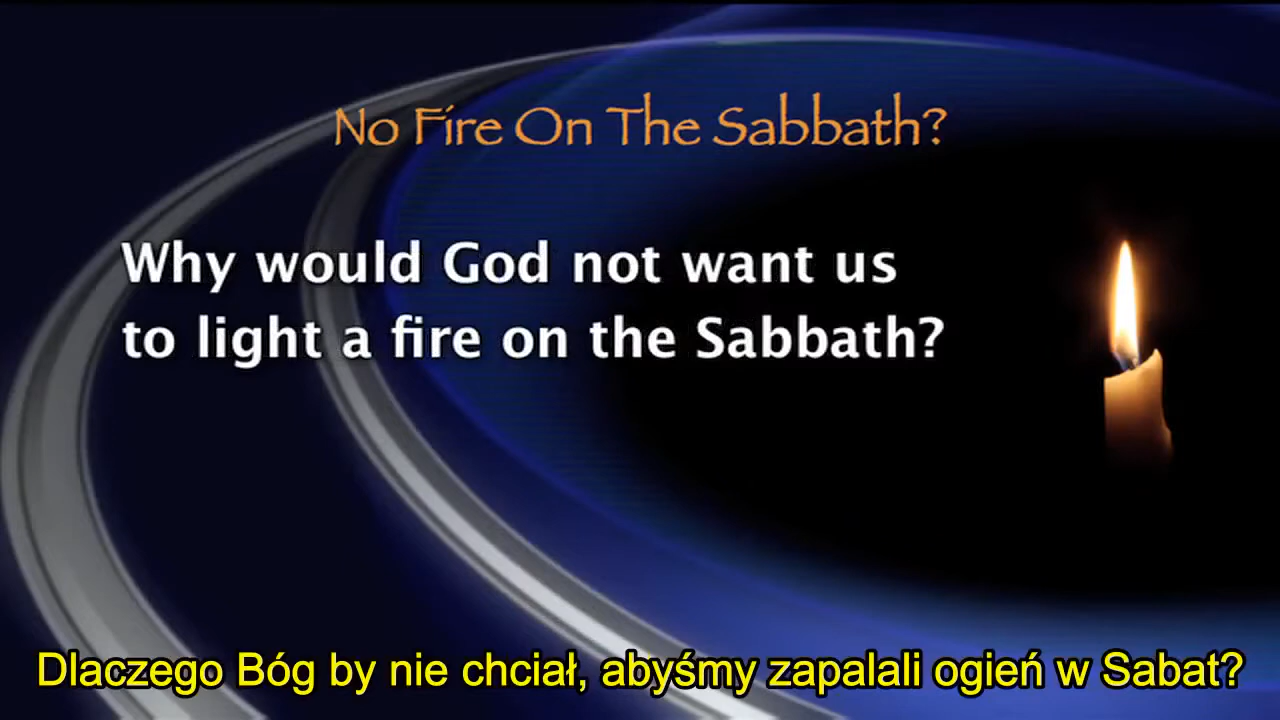 No Fire On The Sabbath?
Why would God not want us
to light a fire on the Sabbath?
Dlaczego Bóg by nie chciał, abyśmy zapalali ogień w Sabat?